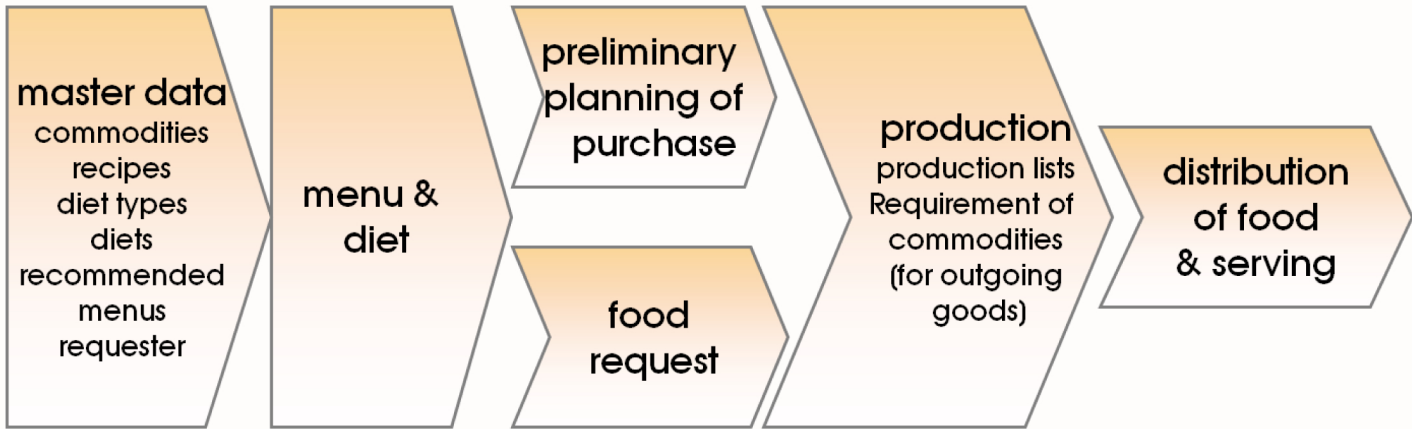 master data
commodities
recipes
diet types
diets
recommended
menus
requester
menu &
diet
preliminary
planning of
purchase
food
request
production
production lists
Requirement of
commodities
(for outgoing
goods)
distribution
of food
& serving